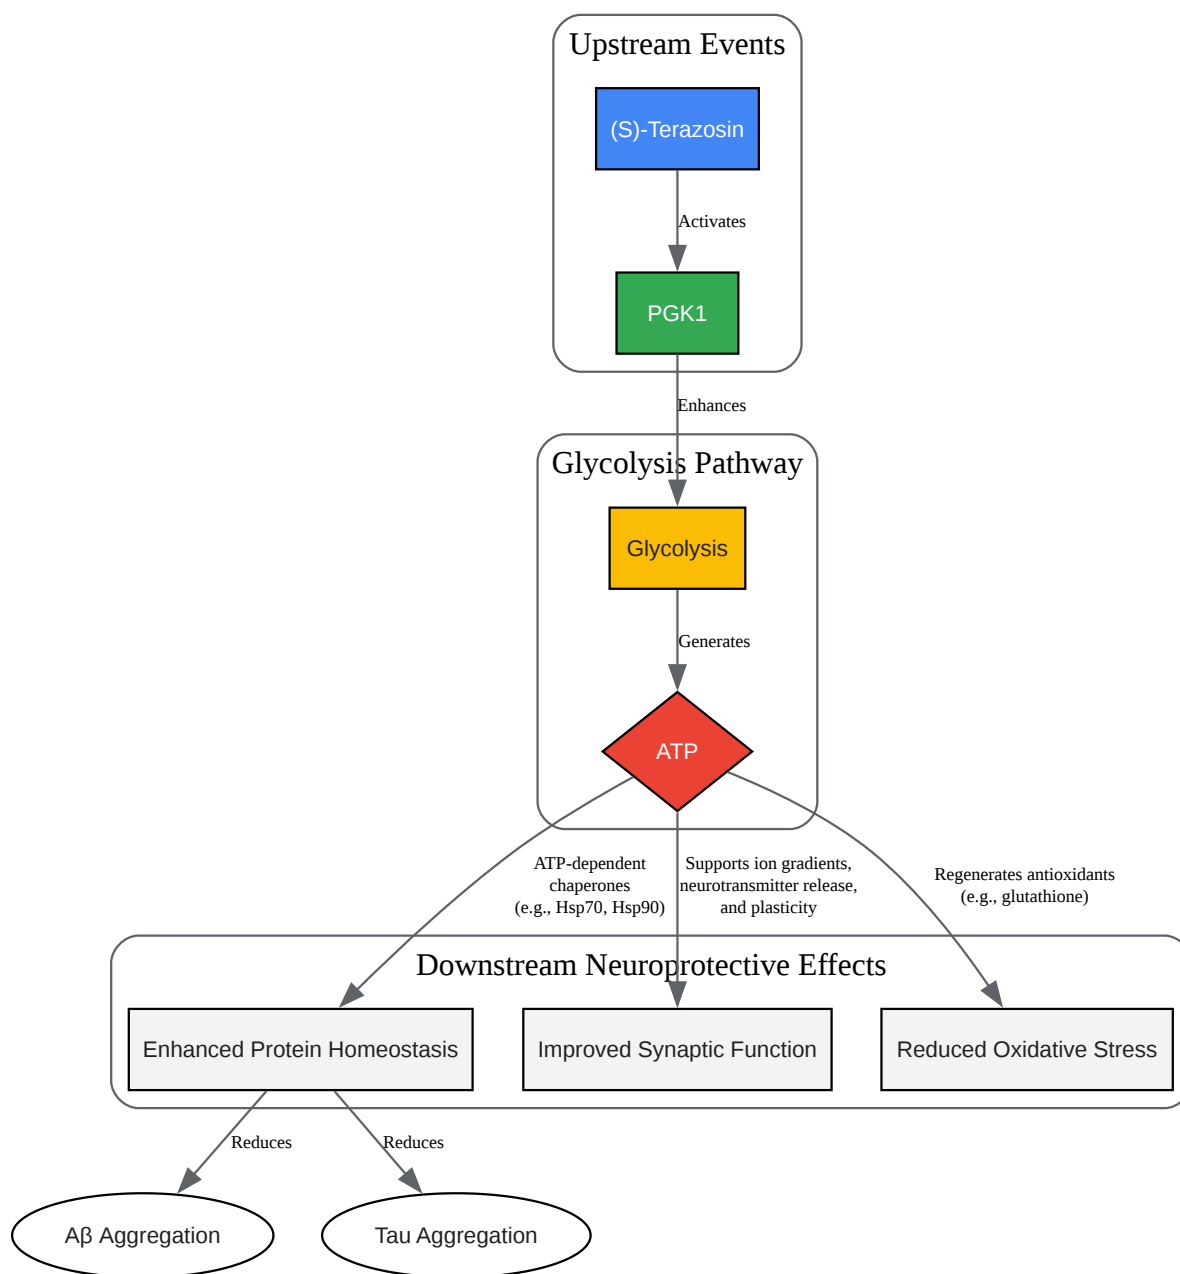 Upstream Events
(S)-Terazosin
Activates
PGK1
Enhances
Glycolysis Pathway
Glycolysis
Generates
ATP
ATP-dependent
chaperones
(e.g., Hsp70, Hsp90)
Supports ion gradients,
neurotransmitter release,
and plasticity
Regenerates antioxidants
(e.g., glutathione)
Downstream Neuroprotective Effects
Enhanced Protein Homeostasis
Improved Synaptic Function
Reduced Oxidative Stress
Reduces
Reduces
Aβ Aggregation
Tau Aggregation